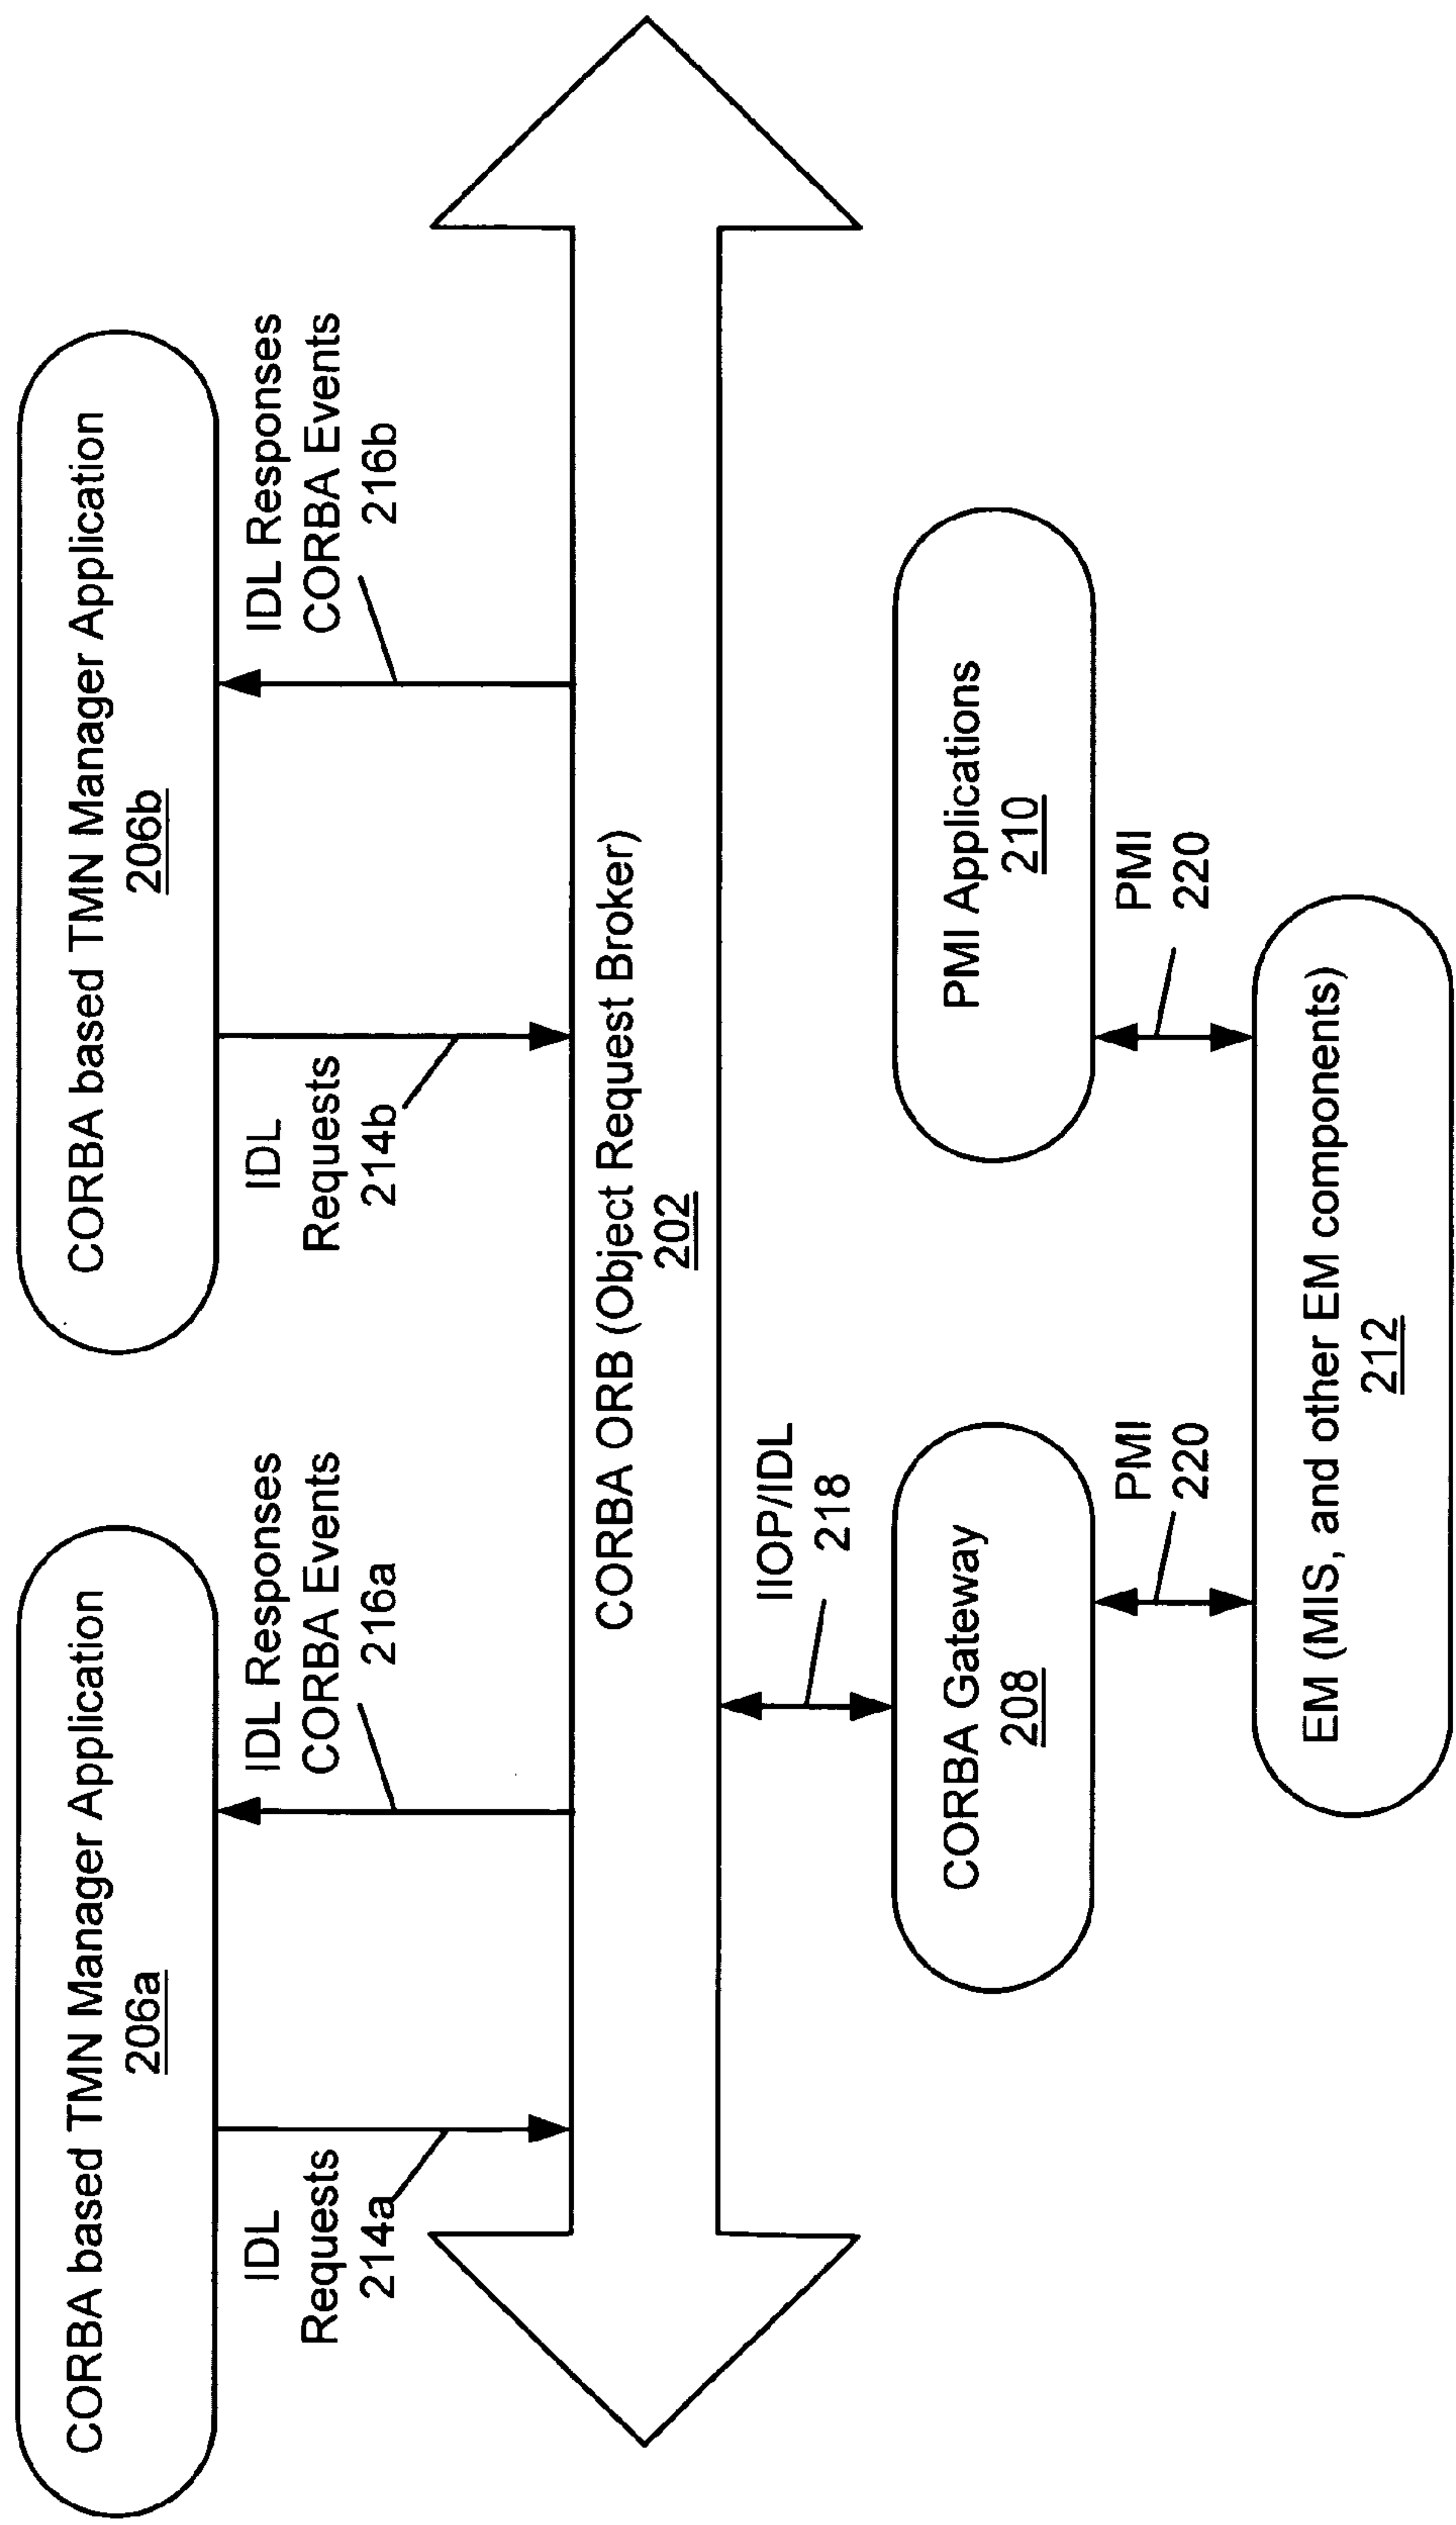 CORBA based TMN Manager Application
206a
CORBA based TMN Manager Application
206b
IDL
Requests
214a
IDL Responses
CORBA Events
216a
IDL
Requests
214b
IDL Responses
CORBA Events
216b
CORBA ORB (Object Request Broker)
202
IIOP/IDL
218
CORBA Gateway
208
PMI Applications
210
PMI
220
PMI
220
EM (MIS, and other EM components)
212